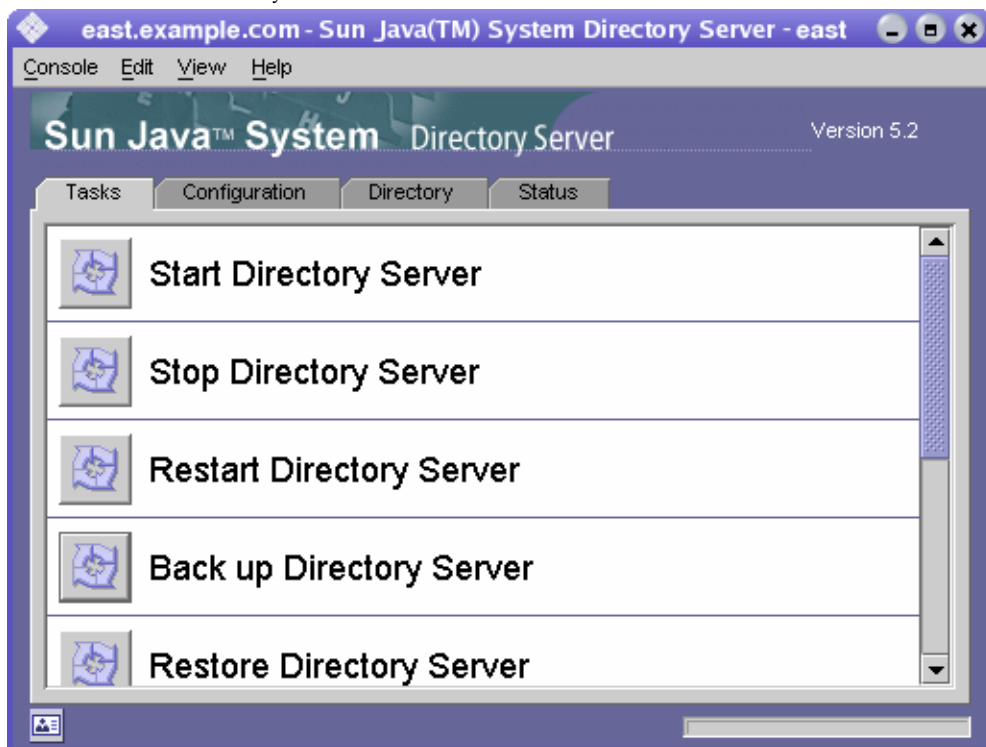 east.example.com - Sun Java(TM) System Directory Server - east
Console Edit View Help
Sun Java™ System Directory Server
Version 5.2
Tasks Configuration Directory Status
Start Directory Server
Stop Directory Server
Restart Directory Server
Back up Directory Server
Restore Directory Server